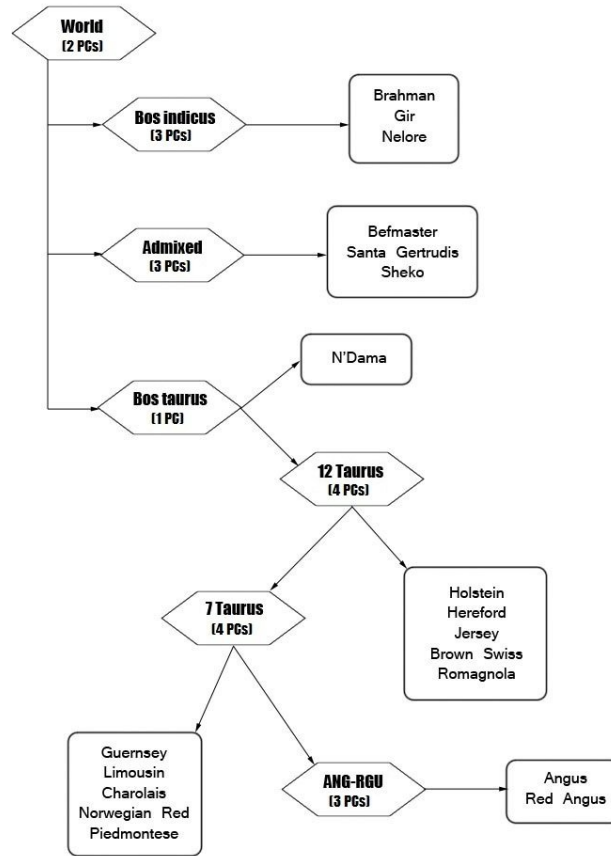 World
(2 PCs)
Bos indicus
(3 PCs)
Brahman
Gir
Nelore
Admixed
(3 PCs)
Befmaster
Santa Gertrudis
Sheko
N'Dama
Bos taurus
(1 PC)
12 Taurus
(4 PCs)
Holstein
Hereford
Jersey
Brown Swiss
Romagnola
7 Taurus
(4 PCs)
Guernsey
Limousin
Charolais
Norwegian Red
Piedmontese
ANG-RGU
(3 PCs)
Angus
Red Angus